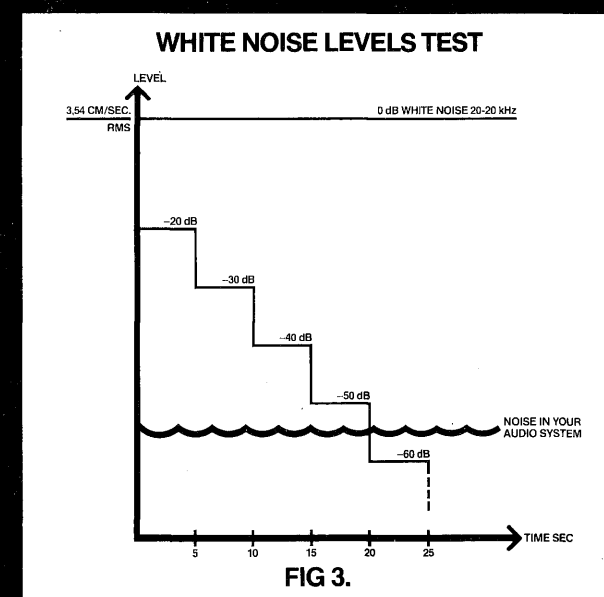 WHITE NOISE LEVELS TEST
LEVEL
3,54 CM/SEC.
RMS
0 dB WHITE NOISE 20-20 kHz
–20 dB
–30 dB
–40 dB
–50 dB
NOISE IN YOUR
AUDIO SYSTEM
–60 dB
TIME SEC
5
10
15
20
25
FIG 3.